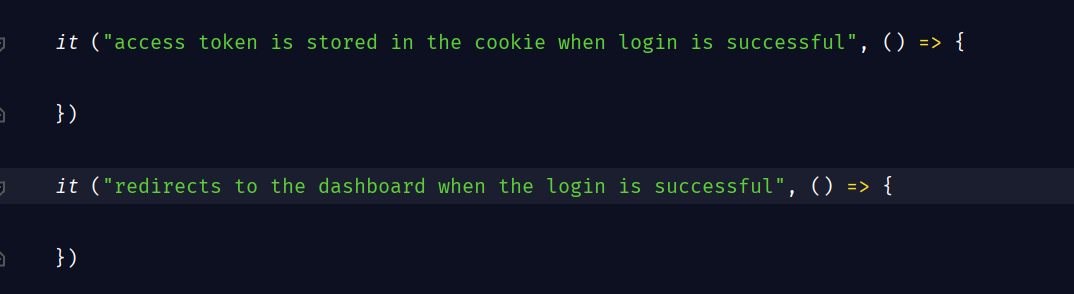 it ("access token is stored in the cookie when login is successful", () => {
})
it ("redirects to the dashboard when the login is successful", () => {
})